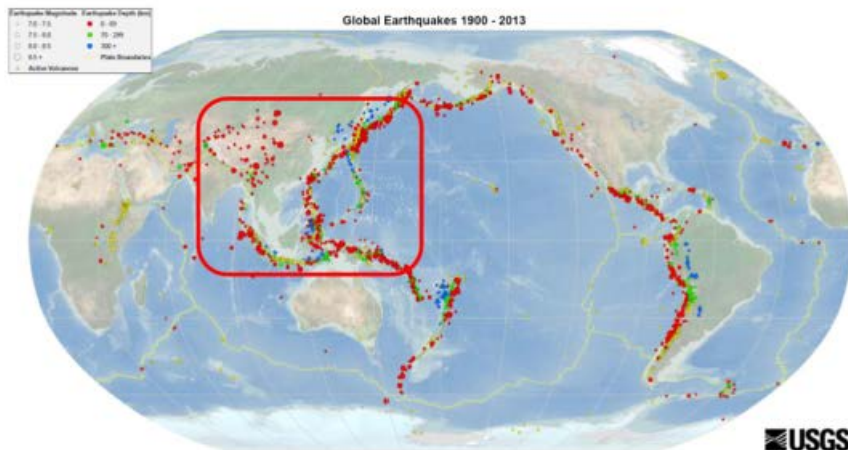 Global Earthquakes 1900 - 2013
Earthquake Magnitude Earthquake Depth (km)
7.0 - 7.5 0 - 69
7.5 - 8.0 70 - 299
8.0 - 8.5 300 +
8.5 + Plate Boundaries
Active Volcanoes
USGS